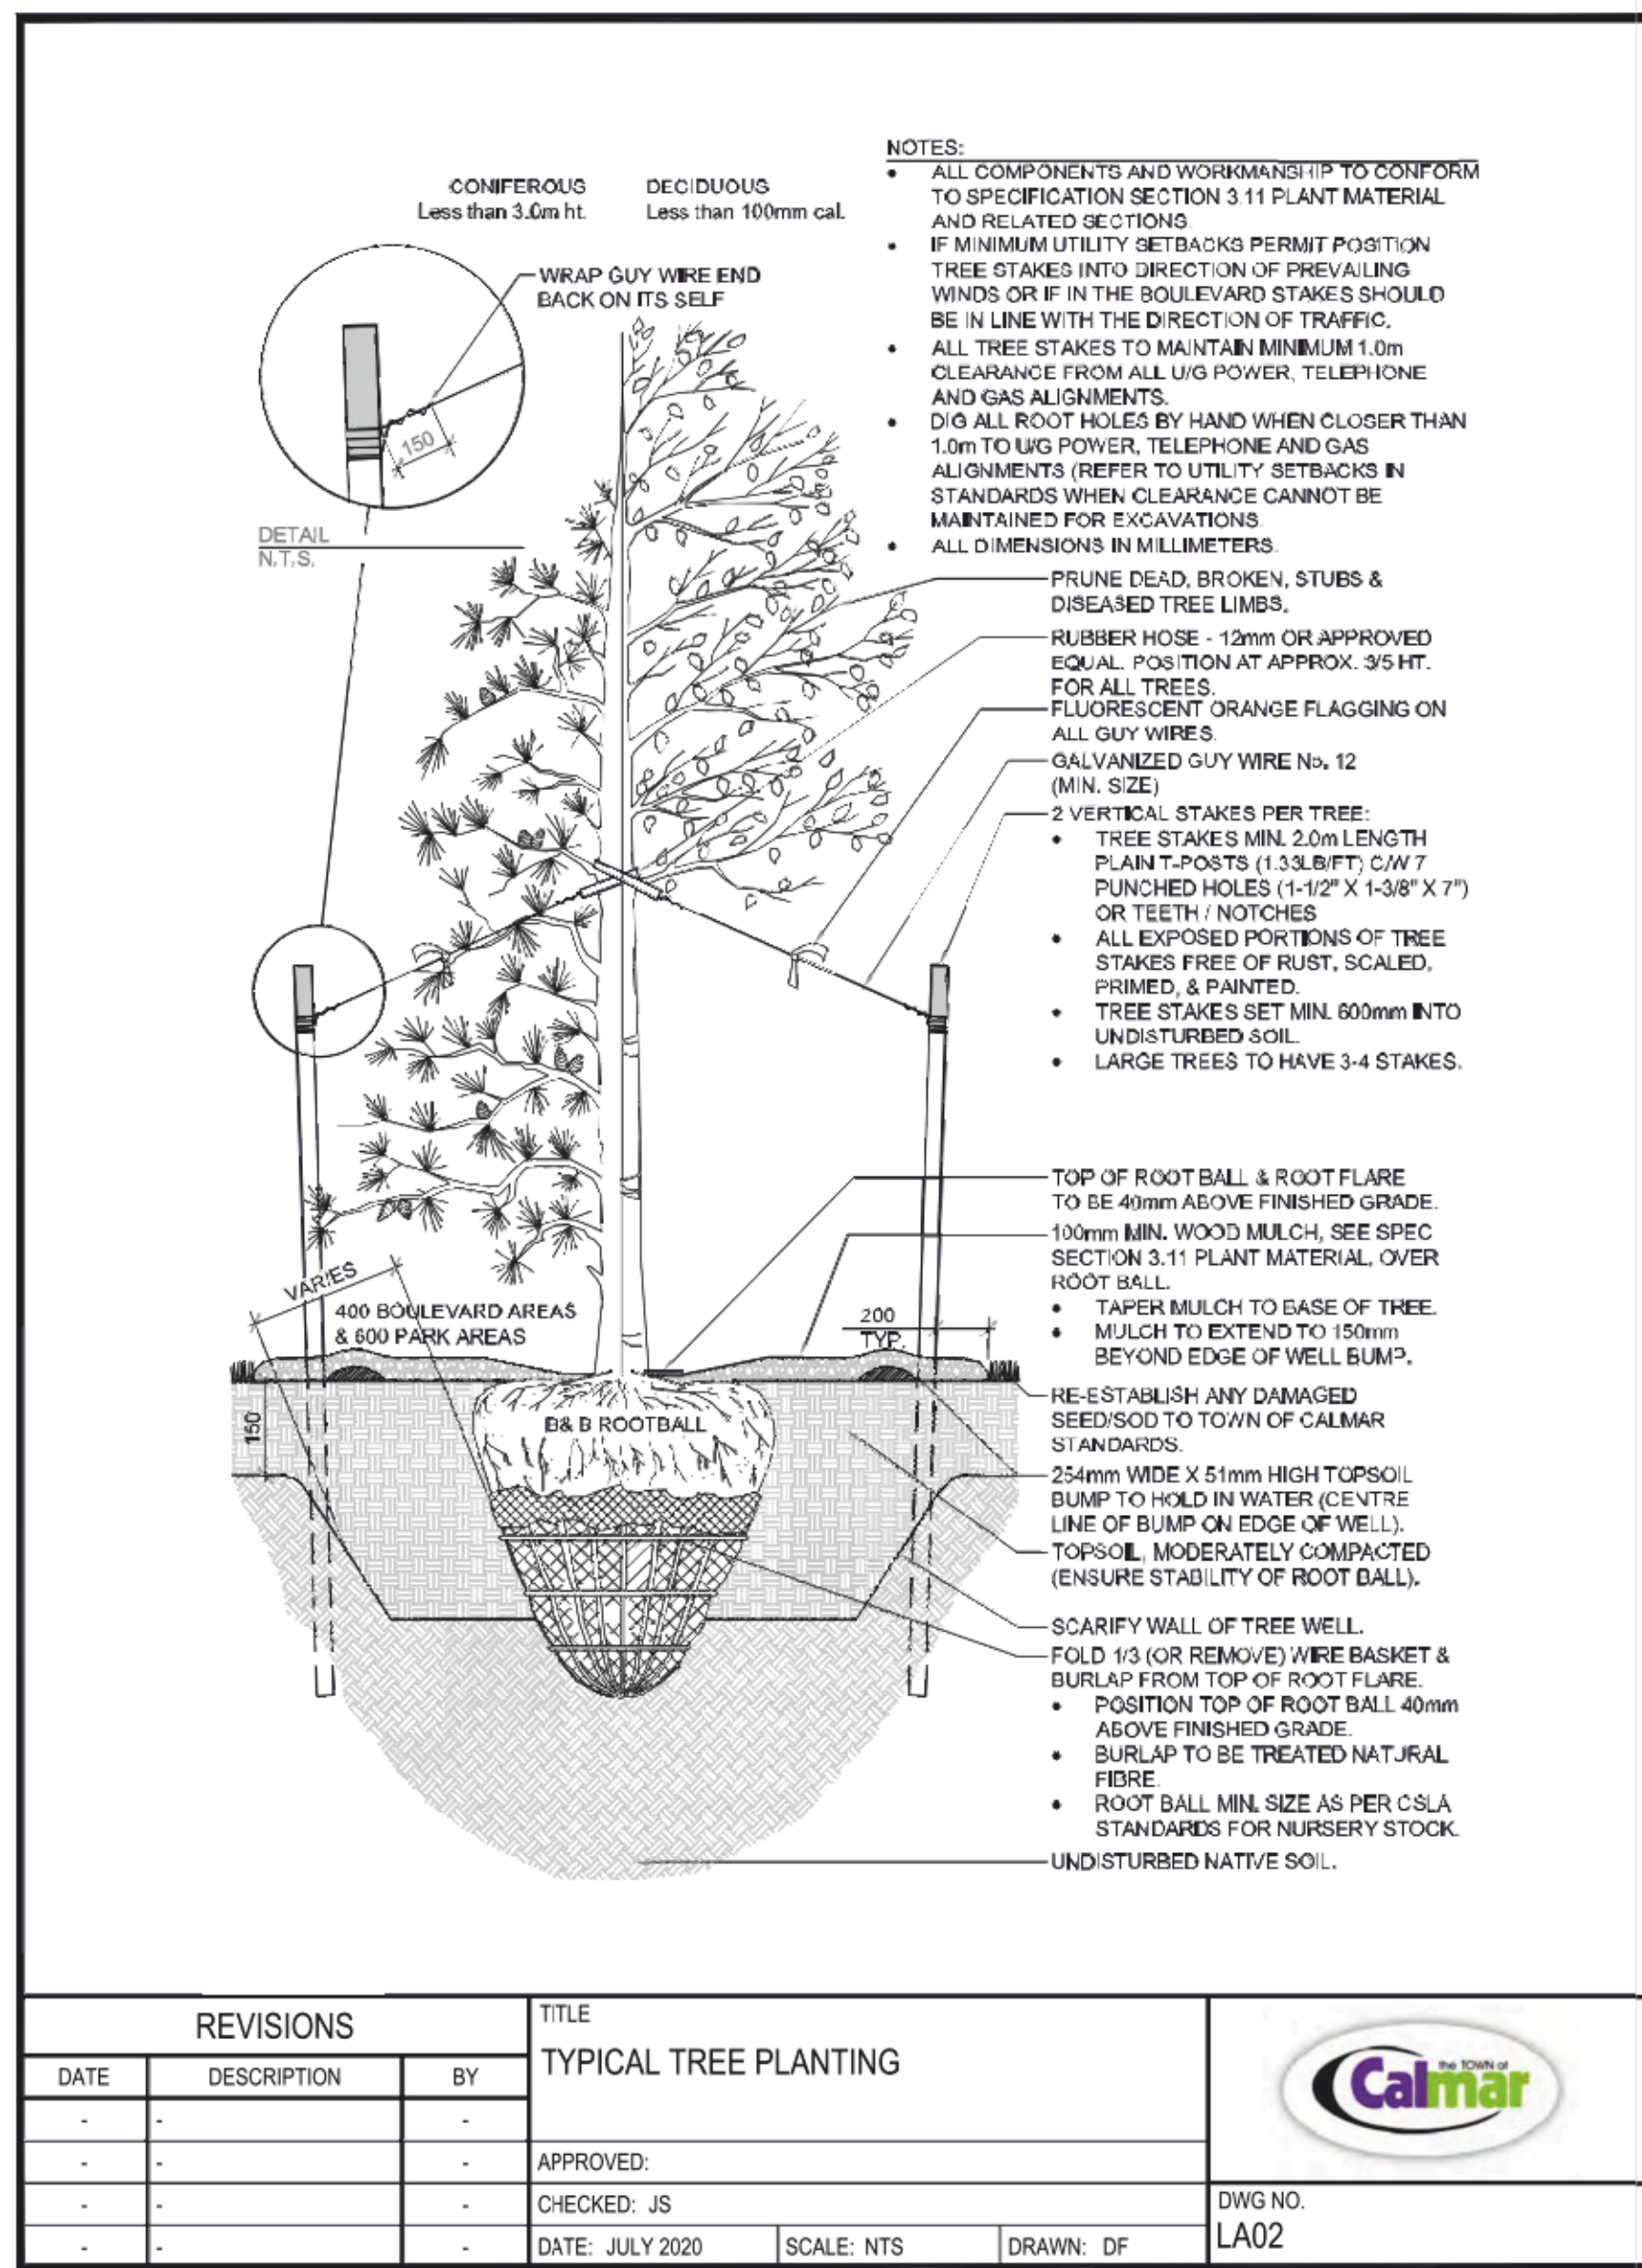 CONIFEROUS
Less than 3.0m ht.
DECIDUOUS
Less than 100mm cal.
WRAP GUY WIRE END
BACK ON ITS SELF
150
DETAIL
N.T.S.
NOTES:
• ALL COMPONENTS AND WORKMANSHIP TO CONFORM
TO SPECIFICATION SECTION 3.11 PLANT MATERIAL
AND RELATED SECTIONS.
• IF MINIMUM UTILITY SETBACKS PERMIT POSITION
TREE STAKES INTO DIRECTION OF PREVAILING
WINDS OR IF IN THE BOULEVARD STAKES SHOULD
BE IN LINE WITH THE DIRECTION OF TRAFFIC.
• ALL TREE STAKES TO MAINTAIN MINIMUM 1.0m
CLEARANCE FROM ALL U/G POWER, TELEPHONE
AND GAS ALIGNMENTS.
• DIG ALL ROOT HOLES BY HAND WHEN CLOSER THAN
1.0m TO U/G POWER, TELEPHONE AND GAS
ALIGNMENTS (REFER TO UTILITY SETBACKS IN
STANDARDS WHEN CLEARANCE CANNOT BE
MAINTAINED FOR EXCAVATIONS.
• ALL DIMENSIONS IN MILLIMETERS.
PRUNE DEAD, BROKEN, STUBS &
DISEASED TREE LIMBS.
RUBBER HOSE - 12mm OR APPROVED
EQUAL. POSITION AT APPROX. 3/5 HT.
FOR ALL TREES.
FLUORESCENT ORANGE FLAGGING ON
ALL GUY WIRES.
GALVANIZED GUY WIRE No. 12
(MIN. SIZE)
2 VERTICAL STAKES PER TREE:
• TREE STAKES MIN. 2.0m LENGTH
PLAIN T-POSTS (1.33LB/FT) C/W 7
PUNCHED HOLES (1-1/2" X 1-3/8" X 7")
OR TEETH / NOTCHES
• ALL EXPOSED PORTIONS OF TREE
STAKES FREE OF RUST, SCALED,
PRIMED, & PAINTED.
• TREE STAKES SET MIN. 600mm INTO
UNDISTURBED SOIL.
• LARGE TREES TO HAVE 3-4 STAKES.
TOP OF ROOT BALL & ROOT FLARE
TO BE 40mm ABOVE FINISHED GRADE.
100mm MIN. WOOD MULCH, SEE SPEC
SECTION 3.11 PLANT MATERIAL, OVER
ROOT BALL.
• TAPER MULCH TO BASE OF TREE.
• MULCH TO EXTEND TO 150mm
BEYOND EDGE OF WELL BUMP.
RE-ESTABLISH ANY DAMAGED
SEED/SOD TO TOWN OF CALMAR
STANDARDS.
254mm WIDE X 51mm HIGH TOPSOIL
BUMP TO HOLD IN WATER (CENTRE
LINE OF BUMP ON EDGE OF WELL).
TOPSOIL, MODERATELY COMPACTED
(ENSURE STABILITY OF ROOT BALL).
SCARIFY WALL OF TREE WELL.
FOLD 1/3 (OR REMOVE) WIRE BASKET &
BURLAP FROM TOP OF ROOT FLARE.
• POSITION TOP OF ROOT BALL 40mm
ABOVE FINISHED GRADE.
• BURLAP TO BE TREATED NATURAL
FIBRE.
• ROOT BALL MIN. SIZE AS PER CSLA
STANDARDS FOR NURSERY STOCK.
UNDISTURBED NATIVE SOIL.
VARIES
400 BOULEVARD AREAS
& 600 PARK AREAS
200
TYP.
150
B& B ROOTBALL
REVISIONS
DATE DESCRIPTION BY
- - -
- - -
- - -
- - -
TITLE
TYPICAL TREE PLANTING
APPROVED:
CHECKED: JS
DATE: JULY 2020 SCALE: NTS DRAWN: DF
the TOWN of
Calmar
DWG NO.
LA02